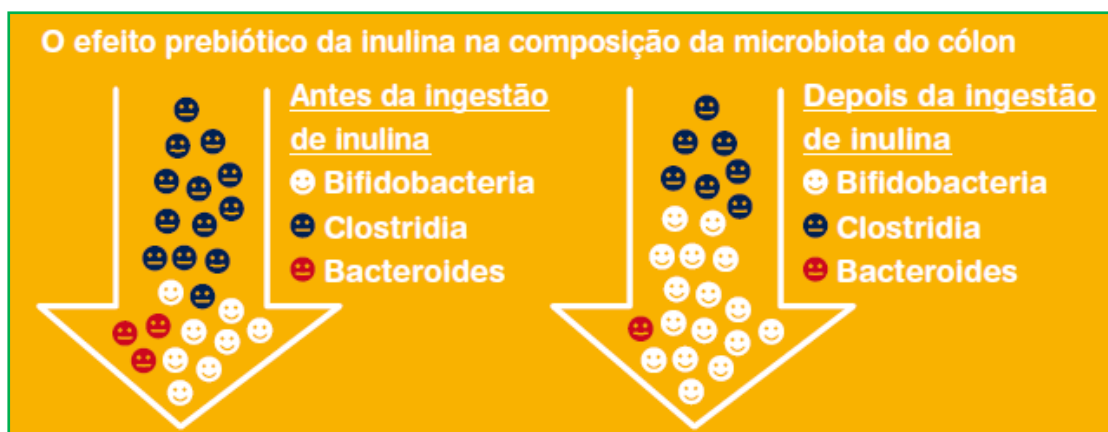 O efeito prebiótico da inulina na composição da microbiota do cólon
Antes da ingestão
de inulina
Bifidobacteria
Clostridia
Bacteroides
Depois da ingestão
de inulina
Bifidobacteria
Clostridia
Bacteroides